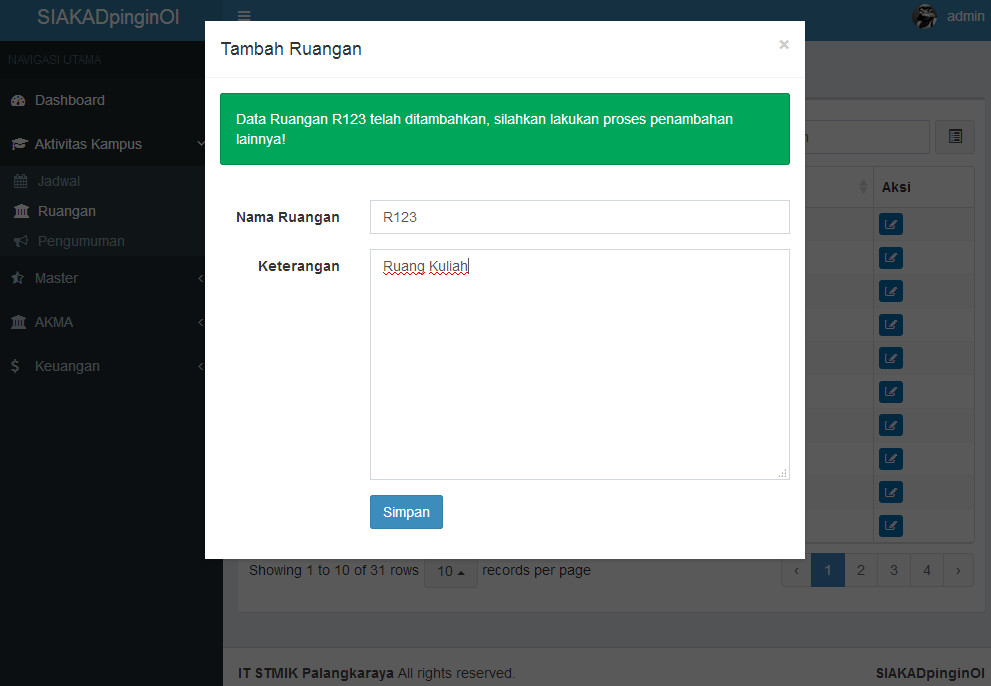 SIAKADpinginOl
admin
Tambah Ruangan
×
NAVIGASI UTAMA
Dashboard
Aktivitas Kampus
Jadwal
Ruangan
Pengumuman
Master
AKMA
Keuangan
Data Ruangan R123 telah ditambahkan, silahkan lakukan proses penambahan
lainnya!
Nama Ruangan
R123
Keterangan
Ruang Kuliah
Simpan
Aksi
Showing 1 to 10 of 31 rows 10 records per page
‹ 1 2 3 4 ›
IT STMIK Palangkaraya All rights reserved.
SIAKADpinginOl